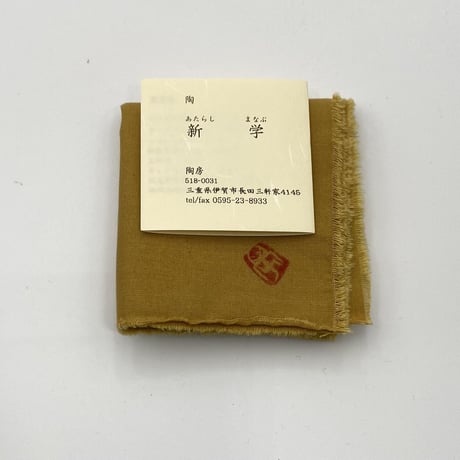 陶
あたらし まなぶ
新 学
陶房
518-0031
三重県伊賀市長田三軒家4145
tel/fax 0595-23-8933